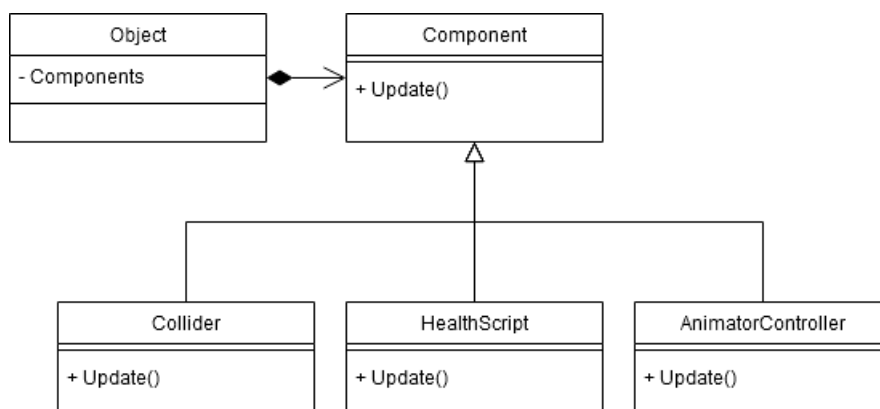 Object
- Components
Component
+ Update()
Collider
+ Update()
HealthScript
+ Update()
AnimatorController
+ Update()